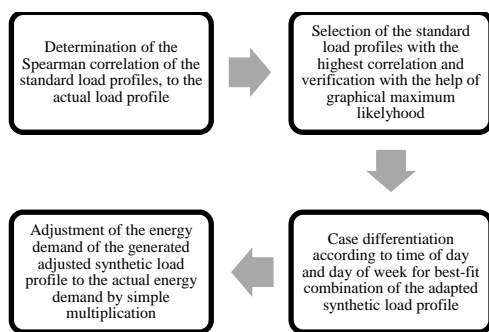 Determination of the
Spearman correlation of the
standard load profiles, to the
actual load profile
Selection of the standard
load profiles with the
highest correlation and
verification with the help of
graphical maximum
likelyhood
Case differentiation
according to time of day
and day of week for best-fit
combination of the adapted
synthetic load profile
Adjustment of the energy
demand of the generated
adjusted synthetic load
profile to the actual energy
demand by simple
multiplication